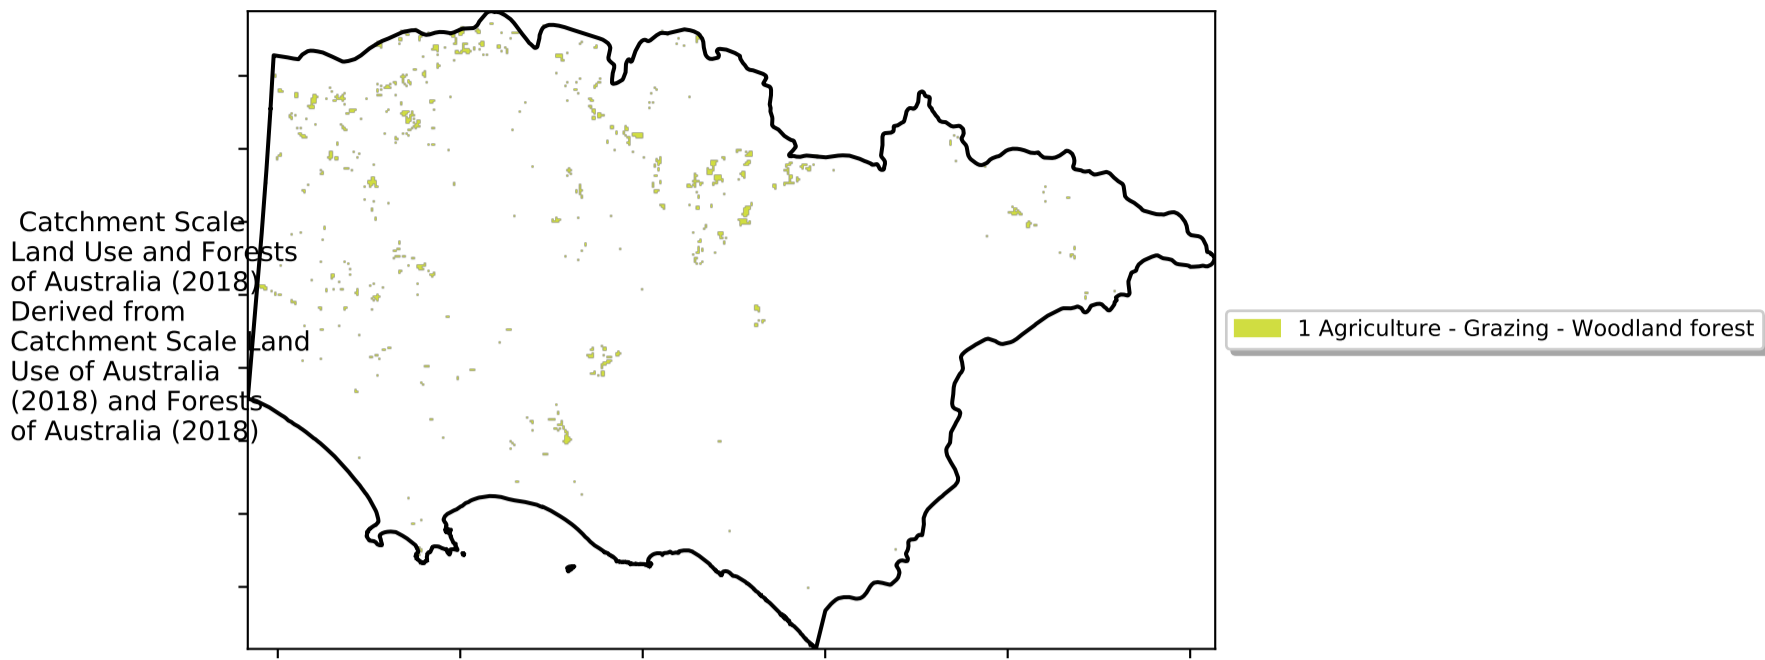 Catchment Scale
Land Use and Forests
of Australia (2018)
Derived from
Catchment Scale Land
Use of Australia
(2018) and Forests
of Australia (2018)
1 Agriculture - Grazing - Woodland forest